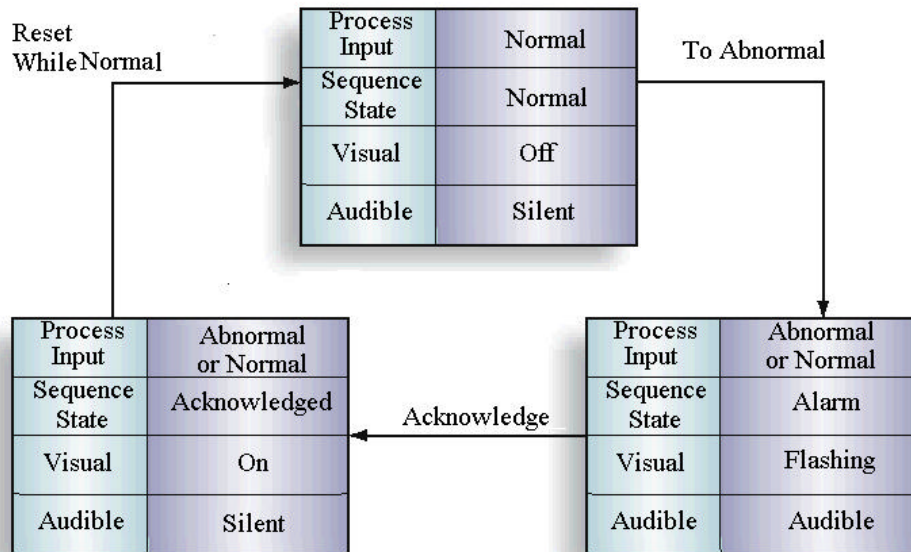 Reset
While Normal
Process
Input
Normal
Sequence
State
Normal
Visual
Off
Audible
Silent
To Abnormal
Process
Input
Abnormal
or Normal
Sequence
State
Acknowledged
Visual
On
Audible
Silent
Acknowledge
Process
Input
Abnormal
or Normal
Sequence
State
Alarm
Visual
Flashing
Audible
Audible